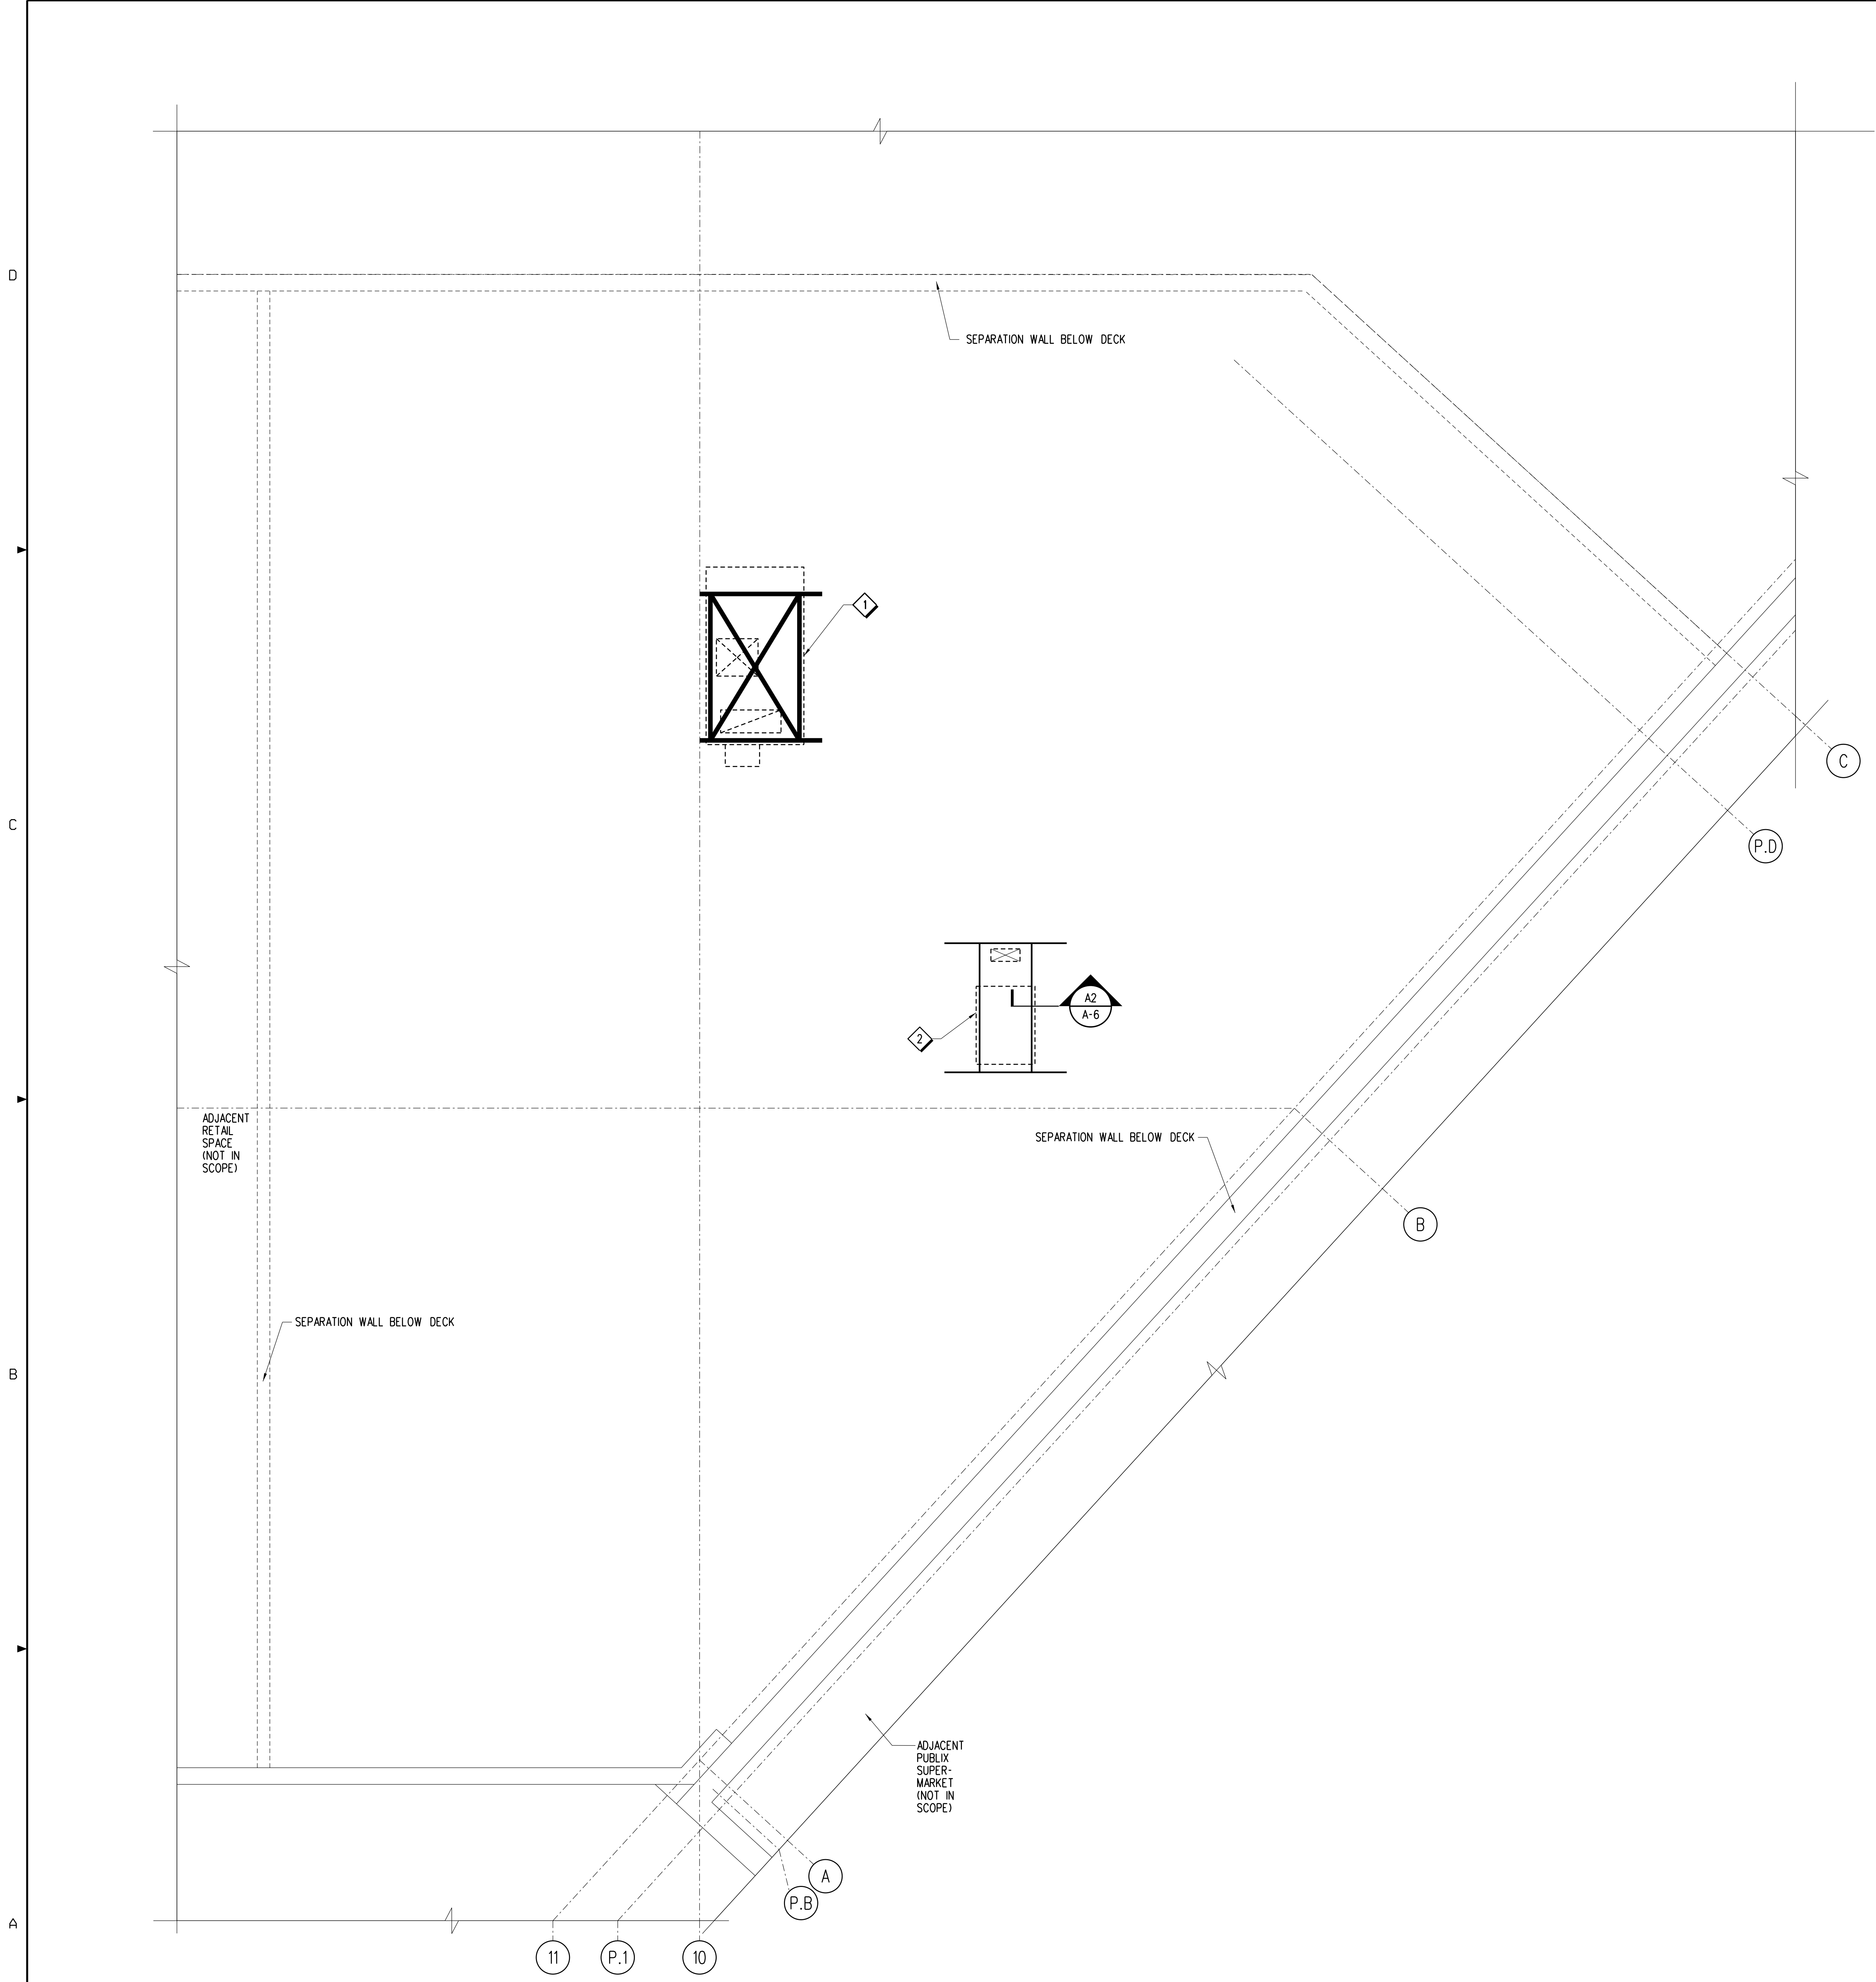 D
SEPARATION WALL BELOW DECK
1
C
C
P.D
A2
A-6
2
ADJACENT
RETAIL
SPACE
(NOT IN
SCOPE)
SEPARATION WALL BELOW DECK
B
SEPARATION WALL BELOW DECK
B
ADJACENT
PUBLIX
SUPER-
MARKET
(NOT IN
SCOPE)
A
P.B
A
11
P.1
10